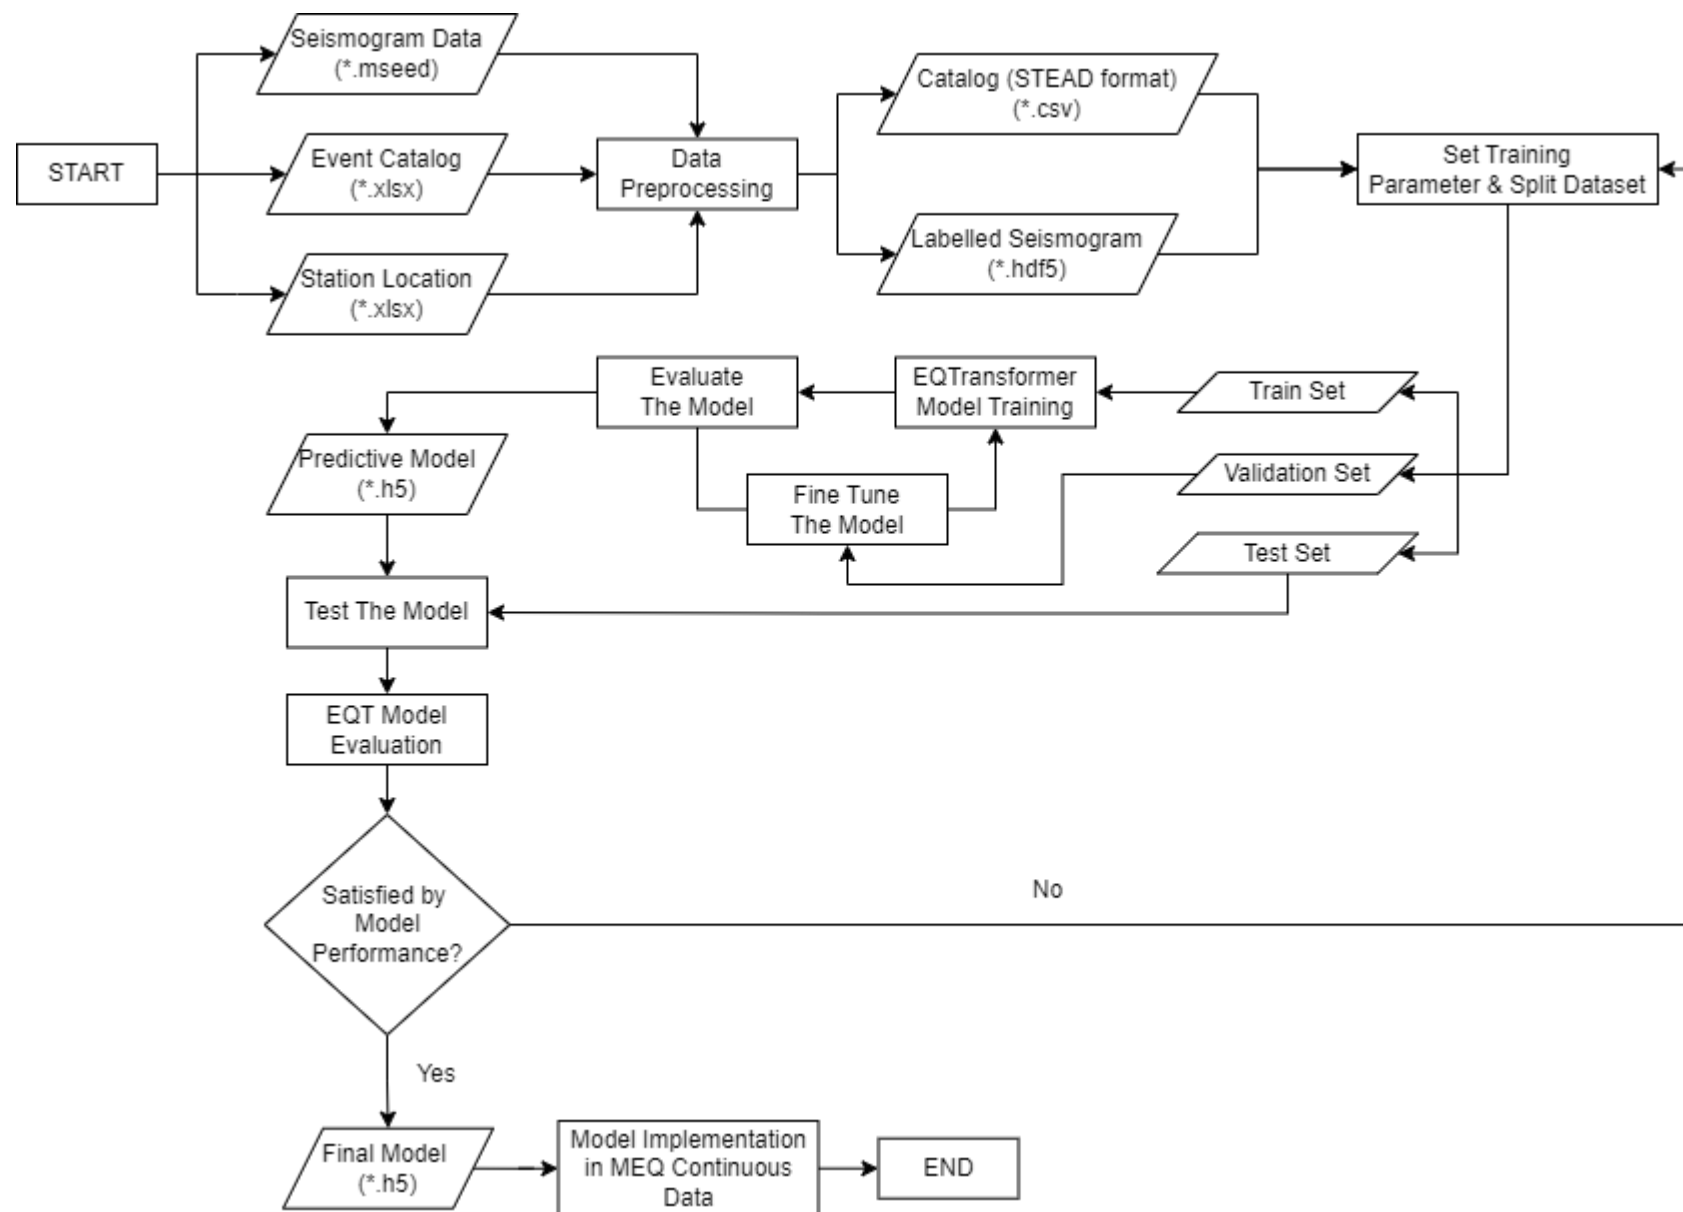 START
Seismogram Data
(*.mseed)
Event Catalog
(*.xlsx)
Station Location
(*.xlsx)
Data
Preprocessing
Catalog (STEAD format)
(*.csv)
Labelled Seismogram
(*.hdf5)
Set Training
Parameter & Split Dataset
Train Set
Validation Set
Test Set
EQTransformer
Model Training
Evaluate
The Model
Fine Tune
The Model
Predictive Model
(*.h5)
Test The Model
EQT Model
Evaluation
Satisfied by
Model
Performance?
No
Yes
Final Model
(*.h5)
Model Implementation
in MEQ Continuous
Data
END